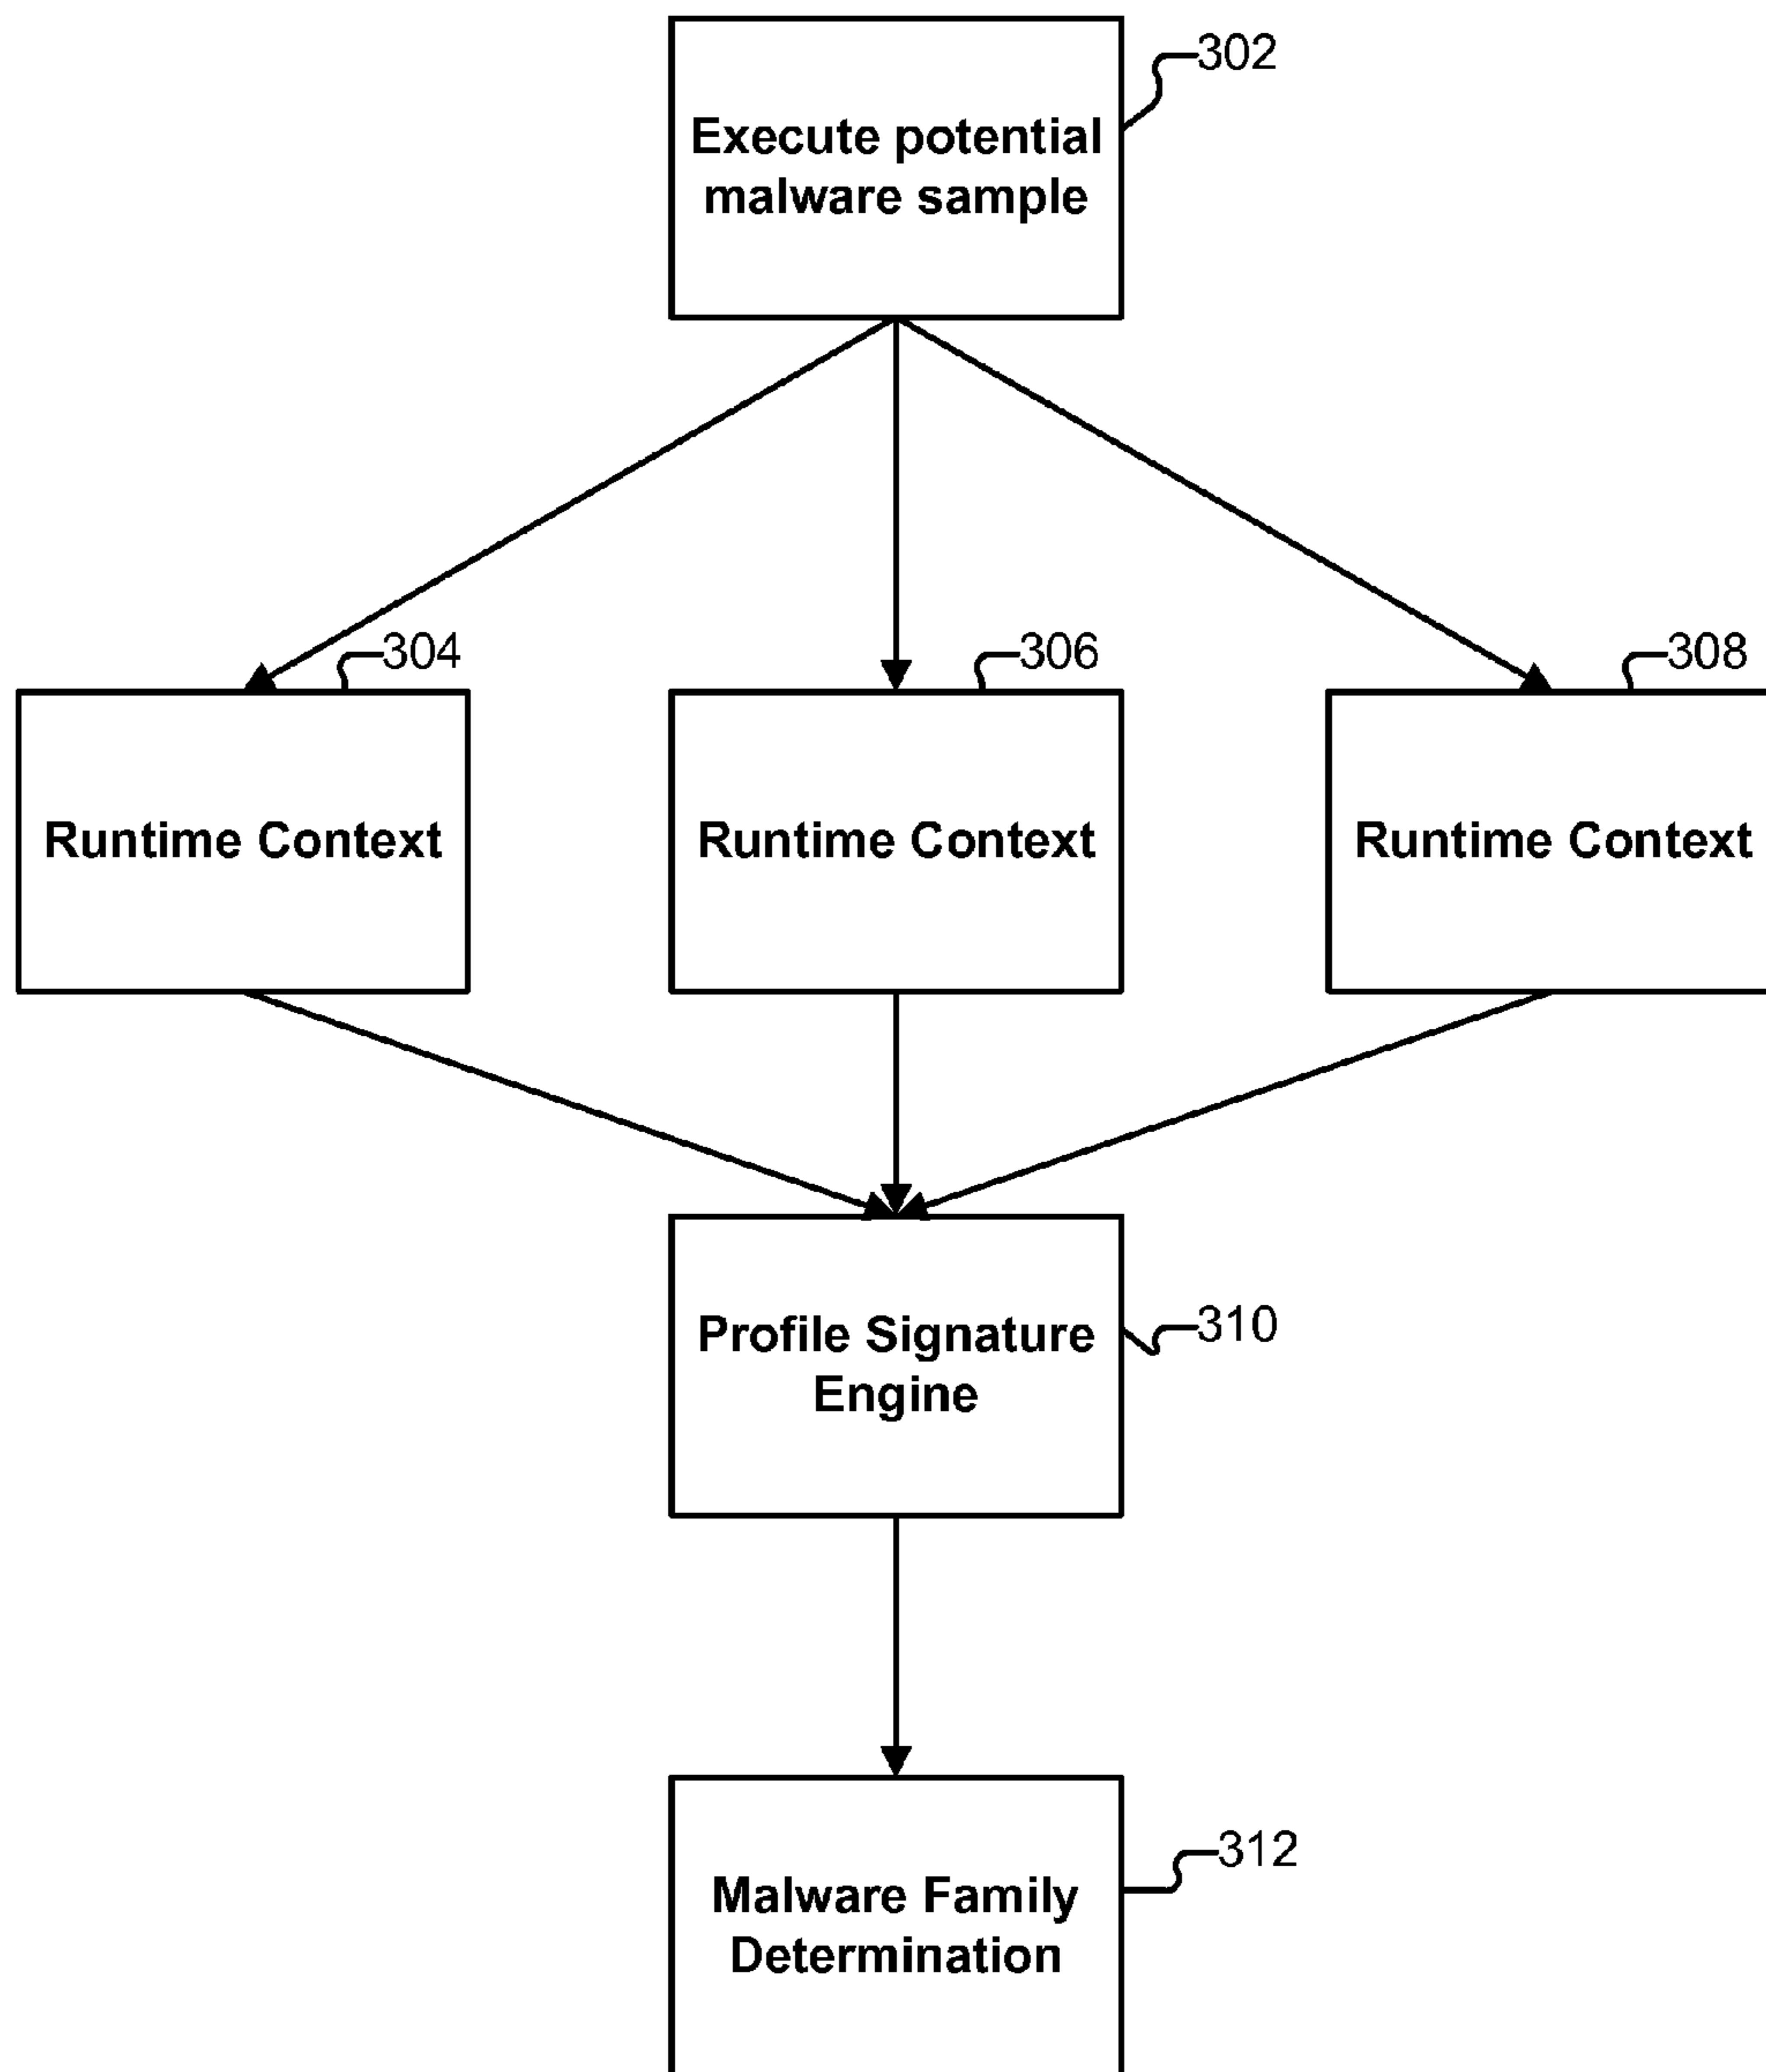 302
Execute potential
malware sample
304
306
308
Runtime Context
Runtime Context
Runtime Context
310
Profile Signature
Engine
312
Malware Family
Determination